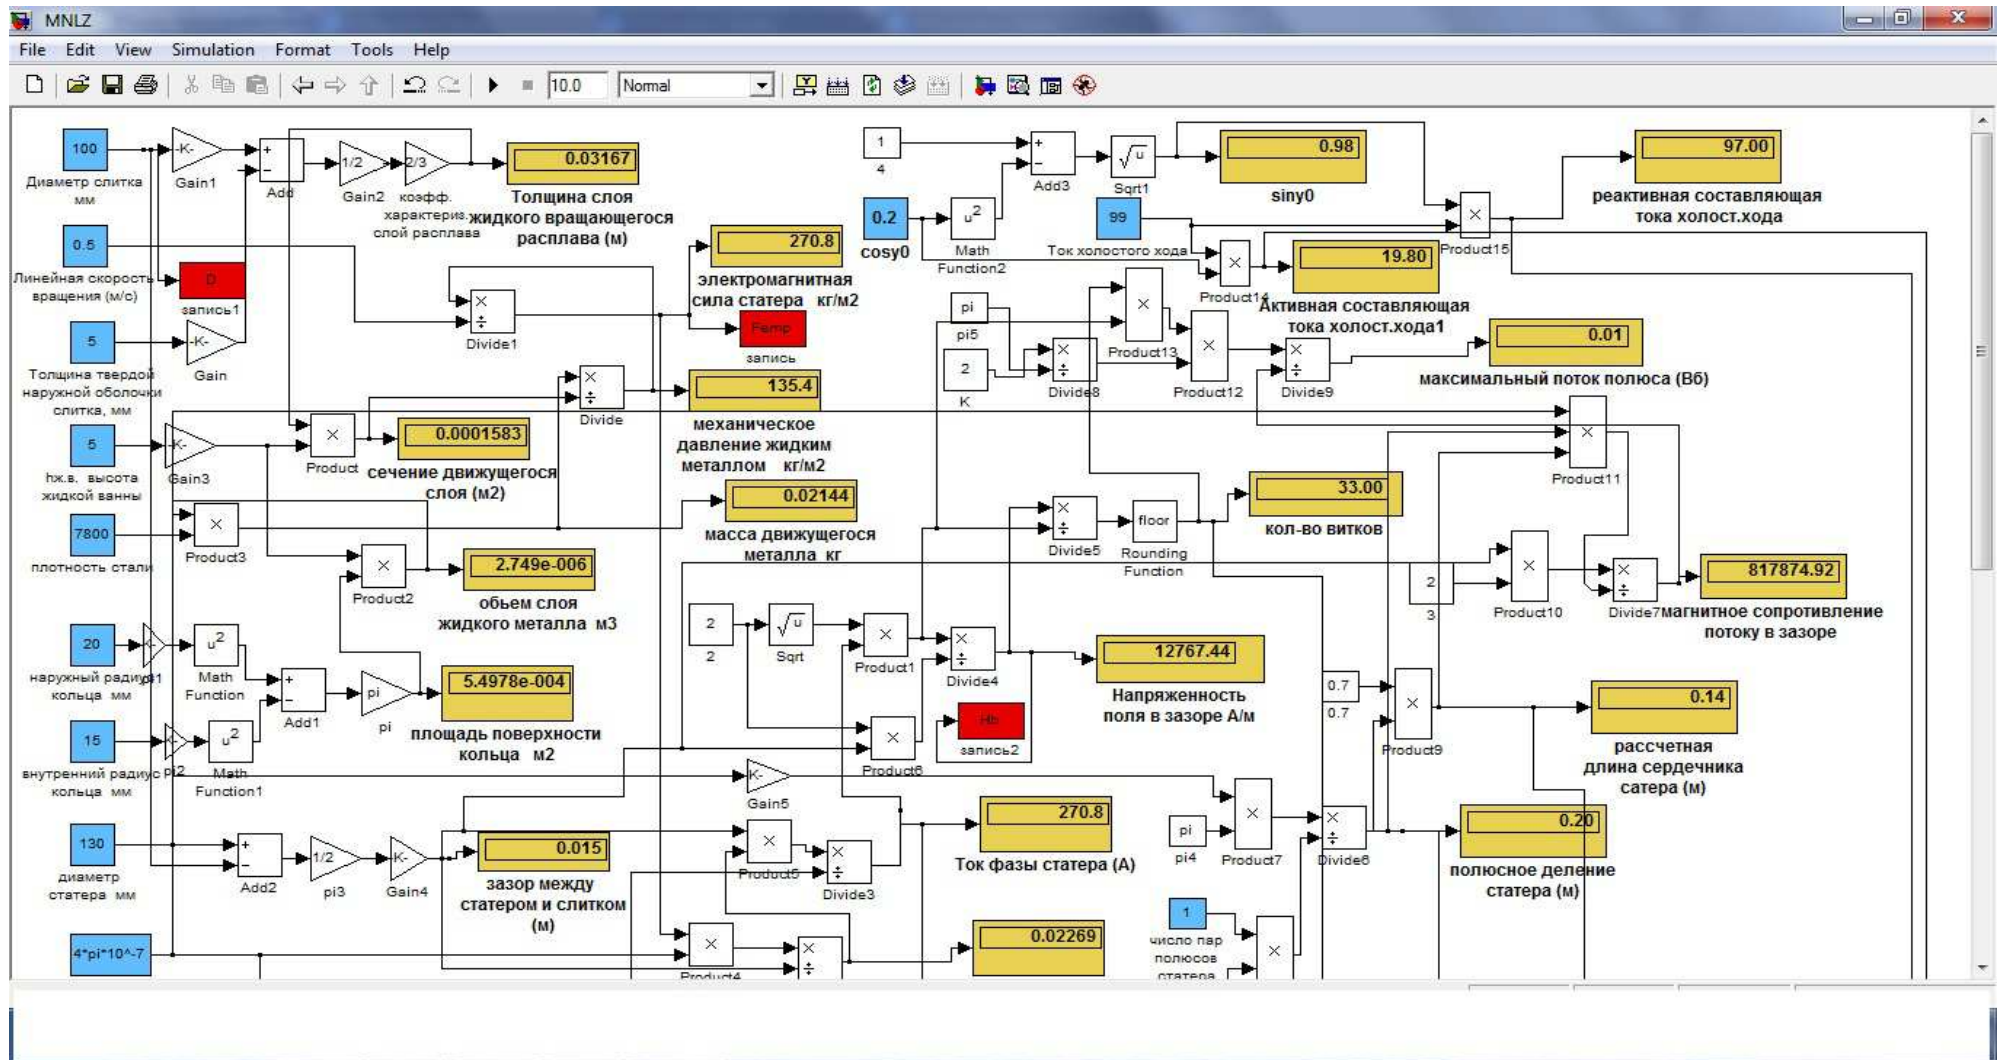 MNLZ
File Edit View Simulation Format Tools Help
10.0 Normal
100
Диаметр слитка
мм
-K-
Gain1
+
−
Add
1/2
Gain2
2/3
коэфф.
характериз.
слой расплава
0.03167
Толщина слоя
жидкого вращающегося
расплава (м)
0.5
Линейная скорость
вращения (м/с)
D
запись1
5
Толщина твердой
наружной оболочки
слитка, мм
-K-
Gain
×
÷
Divide1
270.8
электромагнитная
сила статера кг/м2
Femp
запись
×
÷
Divide
135.4
механическое
давление жидким
металлом кг/м2
5
hж.в. высота
жидкой ванны
-K-
Gain3
×
Product
0.0001583
сечение движущегося
слоя (м2)
7800
плотность стали
×
Product3
0.02144
масса движущегося
металла кг
×
Product2
2.749e-006
обьем слоя
жидкого металла м3
20
наружный радиус
кольца мм
u2
Math
Function
+
−
Add1
pi
pi
5.4978e-004
площадь поверхности
кольца м2
15
внутренний радиус
кольца мм
pi2
u2
Math
Function1
130
диаметр
статера мм
+
−
Add2
1/2
pi3
-K-
Gain4
0.015
зазор между
статером и слитком
(м)
4*pi*10^-7
1
4
+
−
Add3
√u
Sqrt1
0.98
siny0
97.00
реактивная составляющая
тока холост.хода
0.2
cosy0
u2
Math
Function2
99
Ток холостого хода
×
Product15
×
Product14
19.80
Активная составляющая
тока холост.хода1
pi
pi5
2
K
×
÷
Divide8
×
Product13
×
Product12
×
÷
Divide9
0.01
максимальный поток полюса (Вб)
×
Product11
×
÷
Divide5
floor
Rounding
Function
33.00
кол-во витков
2
3
×
Product10
×
÷
Divide7
817874.92
магнитное сопротивление
потоку в зазоре
2
2
√u
Sqrt
×
Product1
×
÷
Divide4
12767.44
Напряженность
поля в зазоре А/м
Hb
запись2
×
Product6
0.7
0.7
×
Product9
0.14
рассчетная
длина сердечника
сатера (м)
K-
Gain5
×
Product5
×
÷
Divide3
270.8
Ток фазы статера (А)
pi
pi4
×
Product7
×
÷
Divide6
0.20
полюсное деление
статера (м)
×
Product4
×
÷
0.02269
1
число пар
полюсов
статера
×